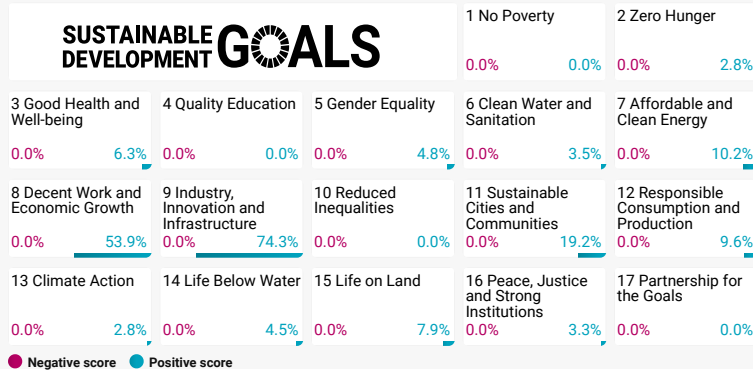 SUSTAINABLE
DEVELOPMENT
GOALS
1 No Poverty
0.0% 0.0%
2 Zero Hunger
0.0% 2.8%
3 Good Health and
Well-being
0.0% 6.3%
4 Quality Education
0.0% 0.0%
5 Gender Equality
0.0% 4.8%
6 Clean Water and
Sanitation
0.0% 3.5%
7 Affordable and
Clean Energy
0.0% 10.2%
8 Decent Work and
Economic Growth
0.0% 53.9%
9 Industry,
Innovation and
Infrastructure
0.0% 74.3%
10 Reduced
Inequalities
0.0% 0.0%
11 Sustainable
Cities and
Communities
0.0% 19.2%
12 Responsible
Consumption and
Production
0.0% 9.6%
13 Climate Action
0.0% 2.8%
14 Life Below Water
0.0% 4.5%
15 Life on Land
0.0% 7.9%
16 Peace, Justice
and Strong
Institutions
0.0% 3.3%
17 Partnership for
the Goals
0.0% 0.0%
Negative score Positive score